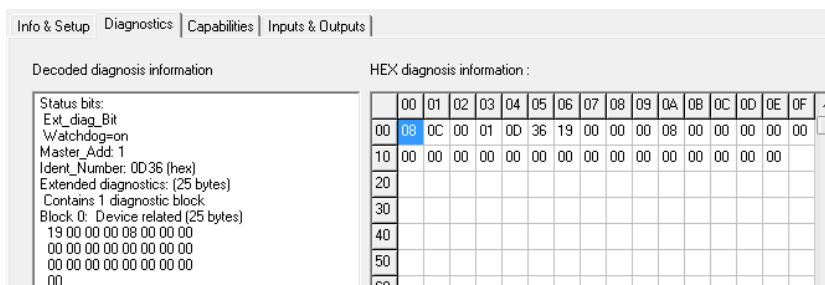 Info & Setup Diagnostics Capabilities Inputs & Outputs
Decoded diagnosis information
Status bits:
Ext_diag_Bit
Watchdog=on
Master_Add: 1
Ident_Number: 0D36 (hex)
Extended diagnostics: (25 bytes)
Contains 1 diagnostic block
Block 0: Device related (25 bytes)
19 00 00 00 08 00 00 00
00 00 00 00 00 00 00 00
00 00 00 00 00 00 00 00
00
HEX diagnosis information :
00 01 02 03 04 05 06 07 08 09 0A 0B 0C 0D 0E 0F
00 08 0C 00 01 0D 36 19 00 00 00 08 00 00 00 00 00
10 00 00 00 00 00 00 00 00 00 00 00 00 00 00 00
20
30
40
50